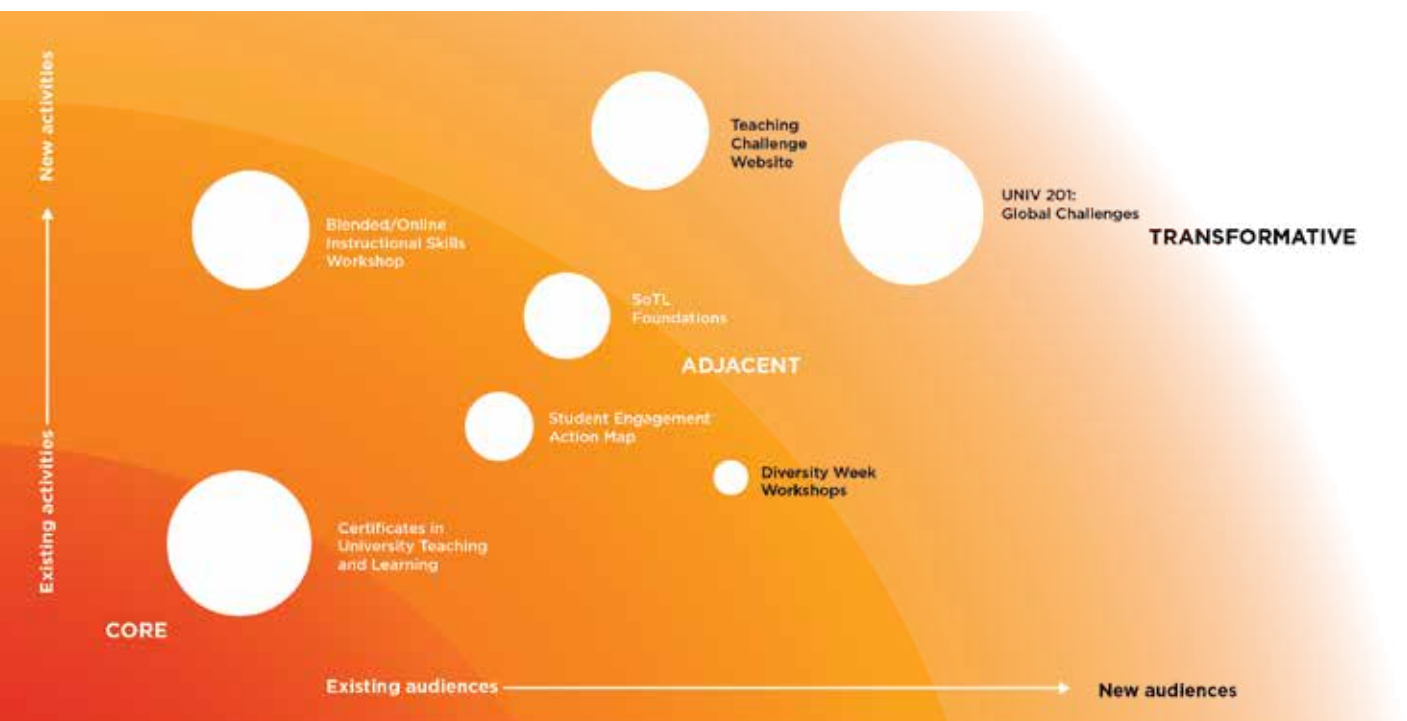 New activities
Existing activities
Teaching
Challenge
Website
UNIV 201:
Global Challenges
TRANSFORMATIVE
Blended/Online
Instructional Skills
Workshop
SoTL
Foundations
ADJACENT
Student Engagement
Action Map
Diversity Week
Workshops
Certificates in
University Teaching
and Learning
CORE
Existing audiences
New audiences